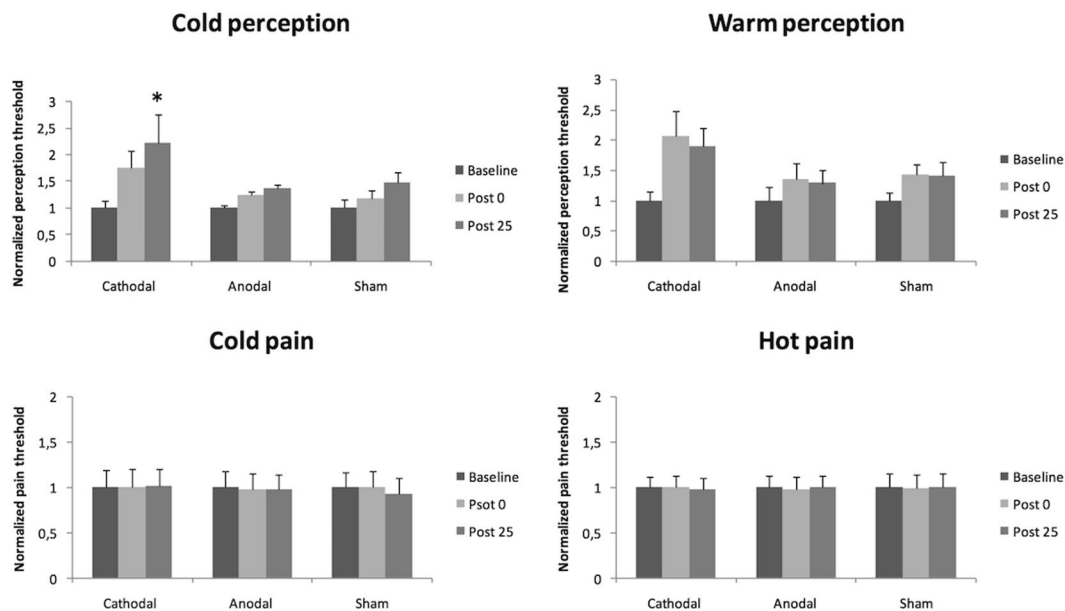 Cold perception
Normalized perception threshold
3
2,5
2
1,5
1
0,5
0
*
Cathodal
Anodal
Sham
Baseline
Post 0
Post 25
Warm perception
Normalized perception threshold
3
2,5
2
1,5
1
0,5
0
Cathodal
Anodal
Sham
Baseline
Post 0
Post 25
Cold pain
Normalized pain threshold
2
1,5
1
0,5
0
Cathodal
Anodal
Sham
Baseline
Psot 0
Post 25
Hot pain
Normalized pain threshold
2
1,5
1
0,5
0
Cathodal
Anodal
Sham
Baseline
Post 0
Post 25